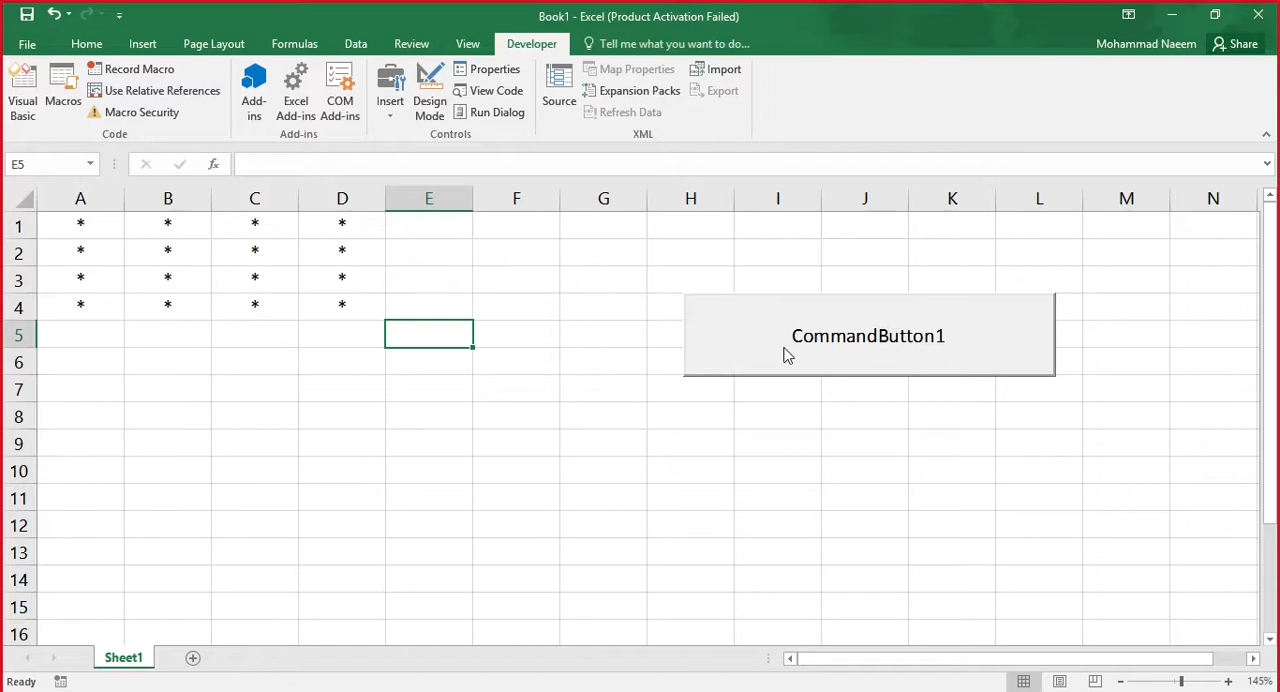 Book1 - Excel (Product Activation Failed)
File Home Insert Page Layout Formulas Data Review View Developer Tell me what you want to do... Mohammad Naeem Share
Visual Basic
Macros
Record Macro
Use Relative References
Macro Security
Code
Add-ins
Excel Add-ins
COM Add-ins
Add-ins
Insert
Design Mode
Properties
View Code
Run Dialog
Controls
Source
Map Properties
Expansion Packs
Refresh Data
Import
Export
XML
E5 fx
A B C D E F G H I J K L M N
1 * * * *
2 * * * *
3 * * * *
4 * * * *
5
CommandButton1
6
7
8
9
10
11
12
13
14
15
16
Sheet1
Ready 145%